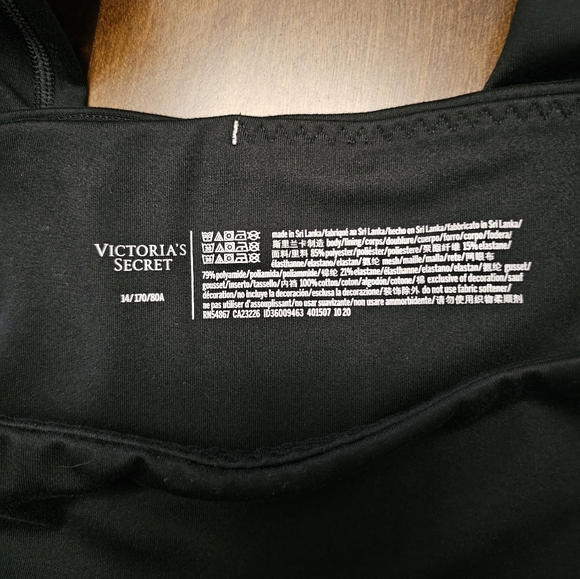 VICTORIA'S
SECRET
14/170/80A
made in Sri Lanka/fabriqué au Sri Lanka/hecho en Sri Lanka/fabbricato in Sri Lanka/
斯里兰卡制造 body/lining/corps/doublure/cuerpo/forro/corpo/fodera/
面料/里料 85% polyester/poliéster/poliestere/聚酯纤维 15% elastane/
élasthanne/elastano/elastan/氨纶 mesh/maille/malla/rete/网眼布
79% polyamide/poliamida/poliammide/锦纶 21% elastane/élasthanne/elastano/elastan/氨纶 gusset/
gousset/inserto/tassello/内裆 100% cotton/coton/algodón/cotone/棉 exclusive of decoration/sauf
décoration/no incluye la decoración/esclusa la decorazione/装饰除外 do not use fabric softener/
ne pas utiliser d'assouplissant/no usar suavizante/non usare ammorbidente/请勿使用织物柔顺剂
RN54867 CA23226 ID36009463 401507 10 20